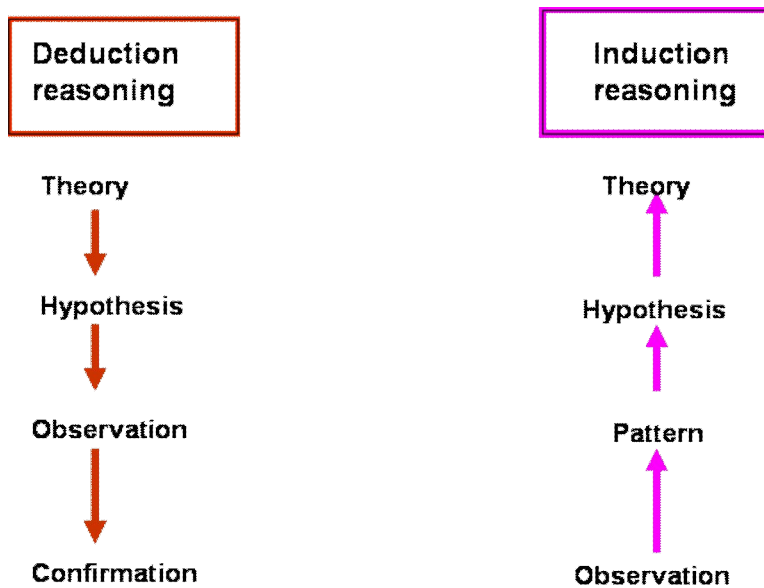 Deduction
reasoning
Theory
Hypothesis
Observation
Confirmation
Induction
reasoning
Theory
Hypothesis
Pattern
Observation